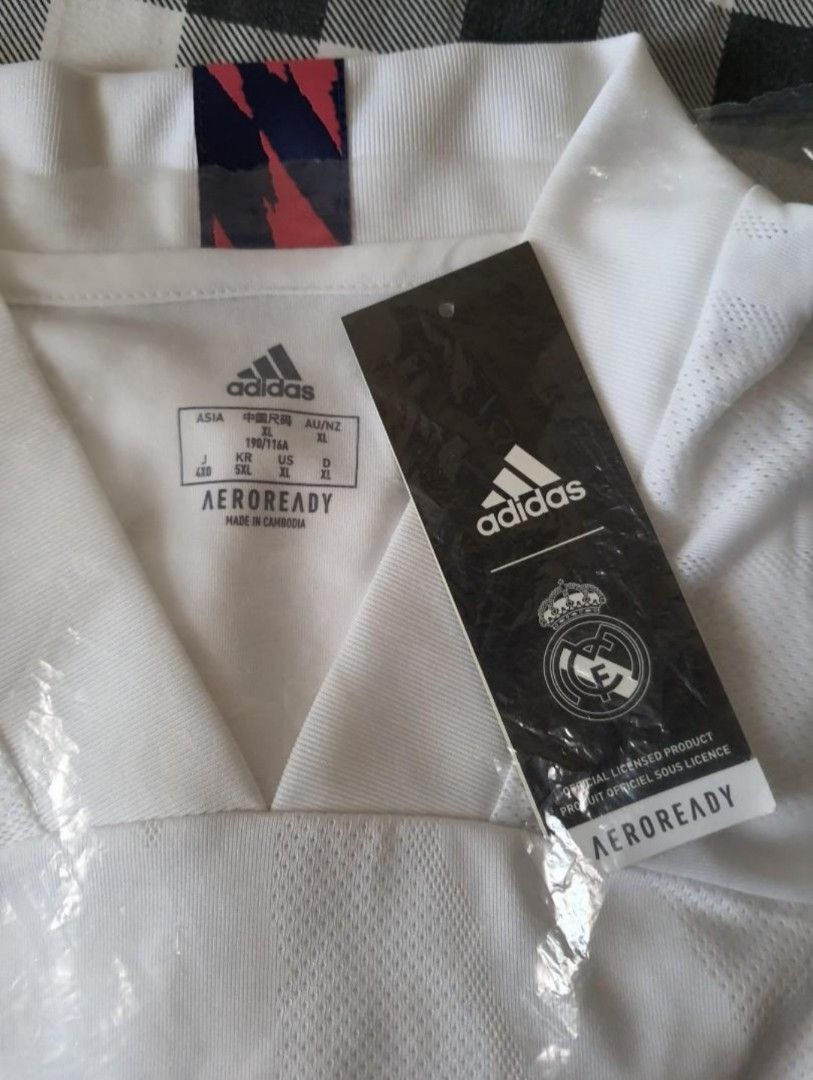 adidas
ASIA 中国尺码 AU/NZ
XL XL
190/116A
J KR US D
4XO 5XL XL XL
AEROREADY
MADE IN CAMBODIA
adidas
OFFICIAL LICENSED PRODUCT
PRODUIT OFFICIEL SOUS LICENCE
AEROREADY